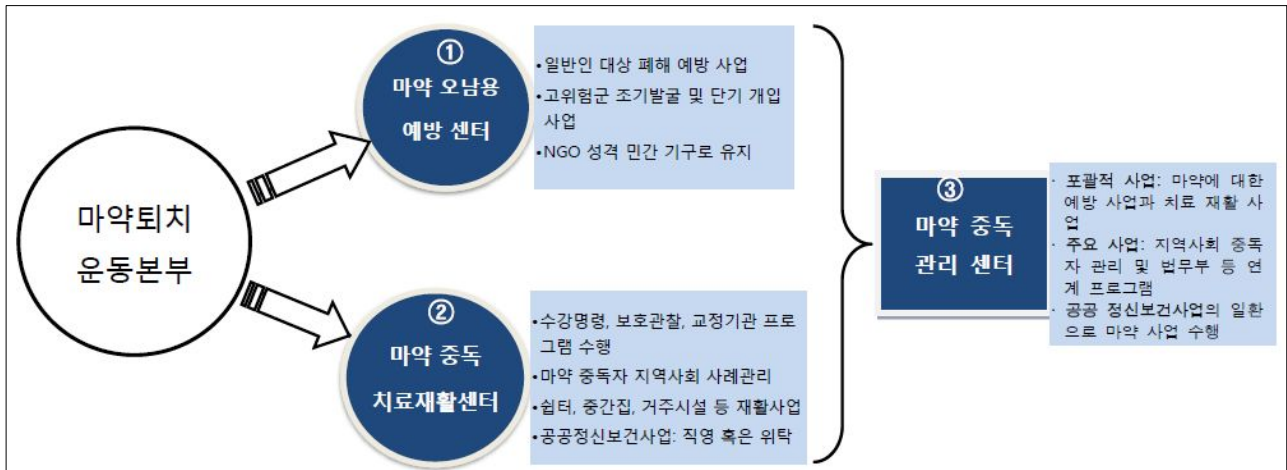 마약퇴치
운동본부
①
마약 오남용
예방 센터
•일반인 대상 폐해 예방 사업
•고위험군 조기발굴 및 단기 개입
사업
•NGO 성격 민간 기구로 유지
②
마약 중독
치료재활센터
•수강명령, 보호관찰, 교정기관 프로
그램 수행
•마약 중독자 지역사회 사례관리
•쉼터, 중간집, 거주시설 등 재활사업
•공공정신보건사업: 직영 혹은 위탁
③
마약 중독
관리 센터
· 포괄적 사업: 마약에 대한
예방 사업과 치료 재활 사
업
· 주요 사업: 지역사회 중독
자 관리 및 법무부 등 연
계 프로그램
· 공공 정신보건사업의 일환
으로 마약 사업 수행